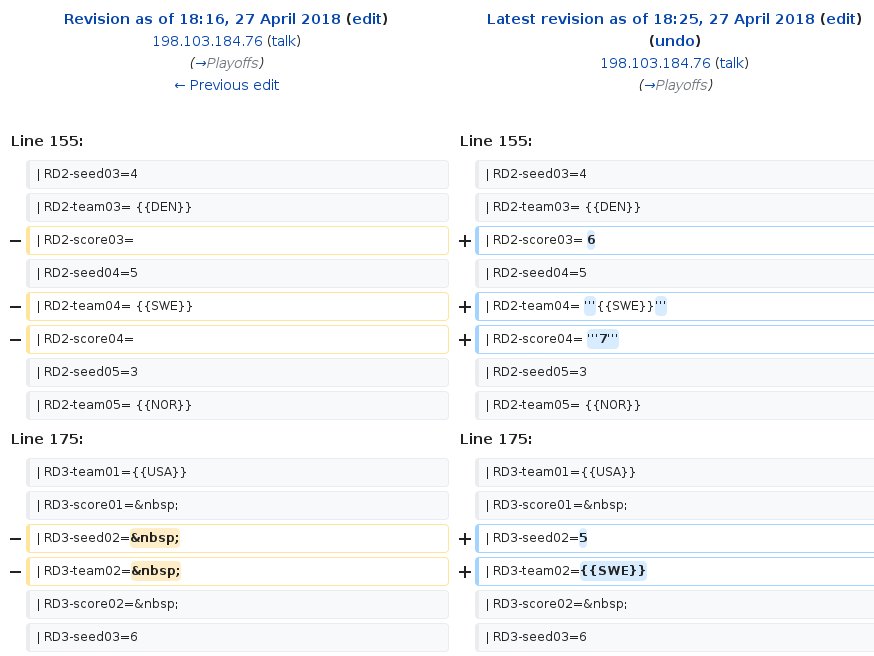 Revision as of 18:16, 27 April 2018 (edit)
198.103.184.76 (talk)
(→Playoffs)
← Previous edit
Latest revision as of 18:25, 27 April 2018 (edit)
(undo)
198.103.184.76 (talk)
(→Playoffs)
Line 155:
Line 155:
| RD2-seed03=4
| RD2-seed03=4
| RD2-team03= {{DEN}}
| RD2-team03= {{DEN}}
− | RD2-score03=
+ | RD2-score03= 6
| RD2-seed04=5
| RD2-seed04=5
− | RD2-team04= {{SWE}}
+ | RD2-team04= '''{{SWE}}'''
− | RD2-score04=
+ | RD2-score04= '''7'''
| RD2-seed05=3
| RD2-seed05=3
| RD2-team05= {{NOR}}
| RD2-team05= {{NOR}}
Line 175:
Line 175:
| RD3-team01={{USA}}
| RD3-team01={{USA}}
| RD3-score01=&nbsp;
| RD3-score01=&nbsp;
− | RD3-seed02=&nbsp;
+ | RD3-seed02=5
− | RD3-team02=&nbsp;
+ | RD3-team02={{SWE}}
| RD3-score02=&nbsp;
| RD3-score02=&nbsp;
| RD3-seed03=6
| RD3-seed03=6